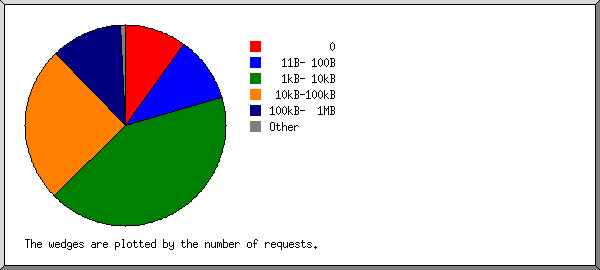 0
11B- 100B
1kB- 10kB
10kB-100kB
100kB- 1MB
Other
The wedges are plotted by the number of requests.